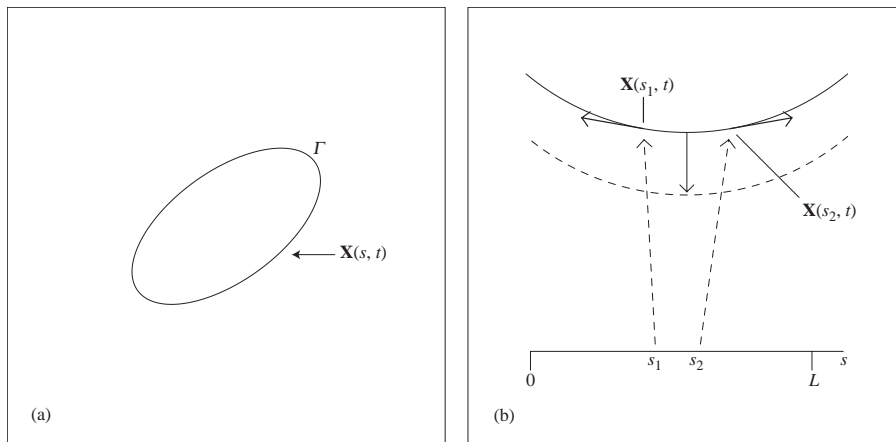 Γ
X(s, t)
(a)
X(s₁, t)
X(s₂, t)
s₁
s₂
s
0
L
(b)